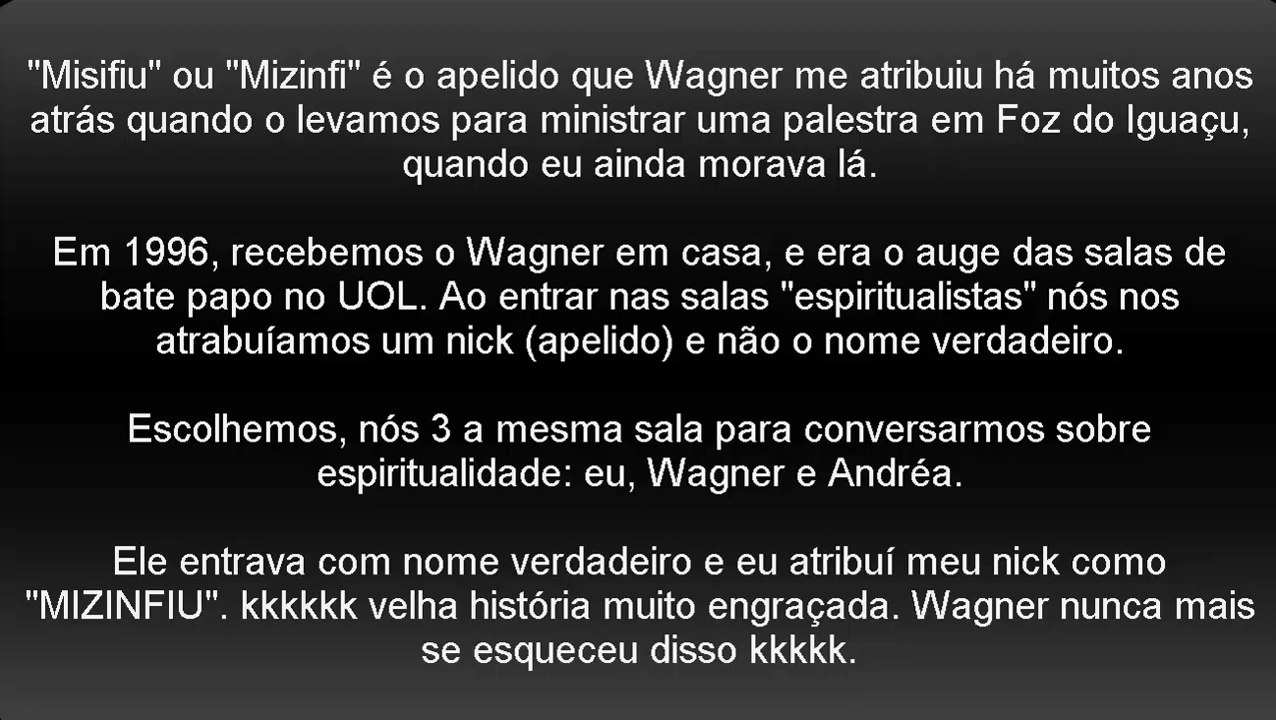 "Misifiu" ou "Mizinfi" é o apelido que Wagner me atribuiu há muitos anos
atrás quando o levamos para ministrar uma palestra em Foz do Iguaçu,
quando eu ainda morava lá.
Em 1996, recebemos o Wagner em casa, e era o auge das salas de
bate papo no UOL. Ao entrar nas salas "espiritualistas" nós nos
atrabuíamos um nick (apelido) e não o nome verdadeiro.
Escolhemos, nós 3 a mesma sala para conversarmos sobre
espiritualidade: eu, Wagner e Andréa.
Ele entrava com nome verdadeiro e eu atribuí meu nick como
"MIZINFIU". kkkkkk velha história muito engraçada. Wagner nunca mais
se esqueceu disso kkkkk.